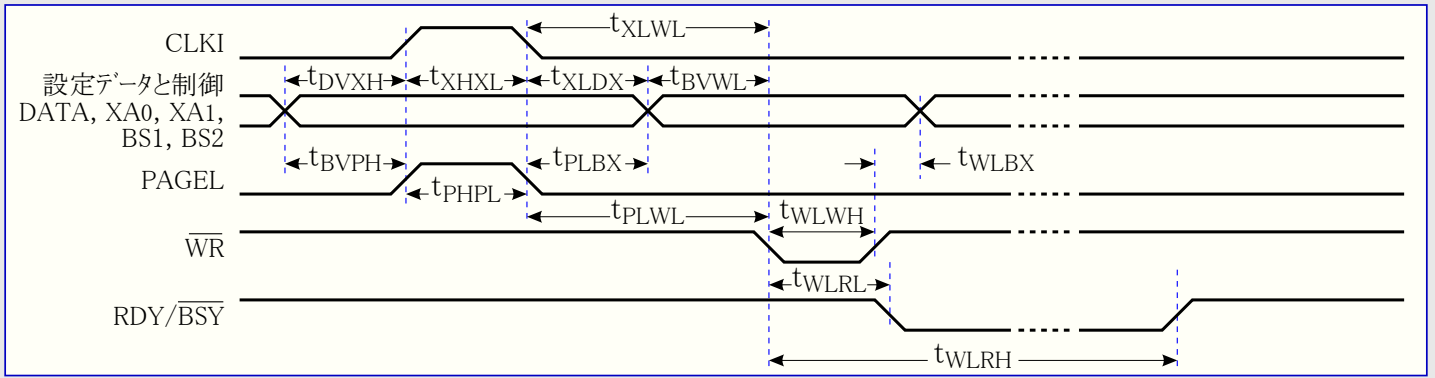 CLKI
tXLWL
設定データと制御
DATA, XA0, XA1,
BS1, BS2
tDVXH
tXHXL
tXLDX
tBVWL
tBVPH
tPLBX
tWLBX
PAGEL
tPHPL
tPLWL
tWLWH
WR
tWLRL
RDY/BSY
tWLRH